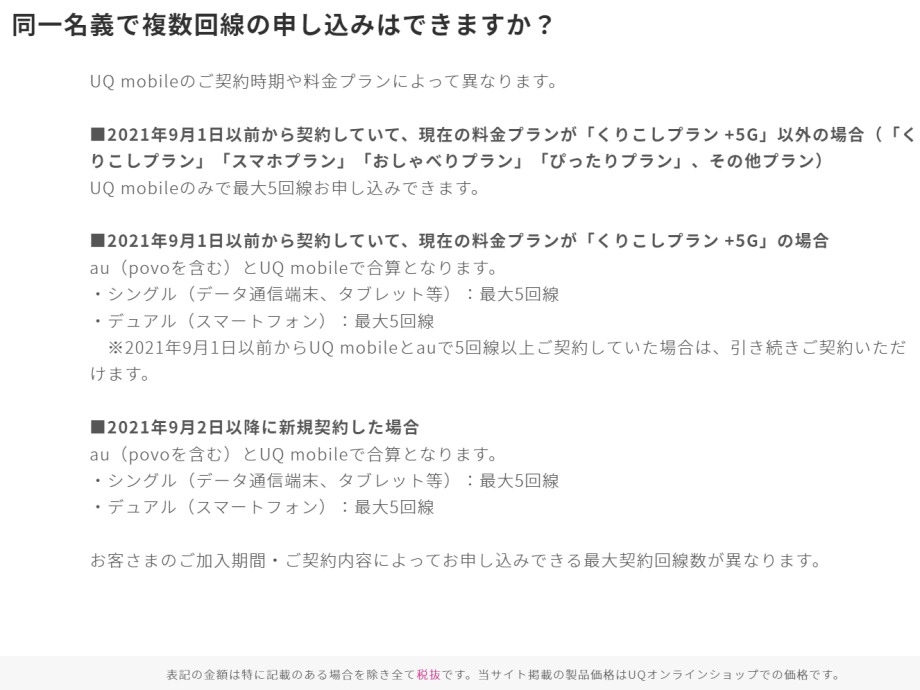 同一名義で複数回線の申し込みはできますか？
UQ mobileのご契約時期や料金プランによって異なります。
■2021年9月1日以前から契約していて、現在の料金プランが「くりこしプラン +5G」以外の場合（「く
りこしプラン」「スマホプラン」「おしゃべりプラン」「ぴったりプラン」、その他プラン）
UQ mobileのみで最大5回線お申し込みできます。
■2021年9月1日以前から契約していて、現在の料金プランが「くりこしプラン +5G」の場合
au（povoを含む）とUQ mobileで合算となります。
・シングル（データ通信端末、タブレット等）：最大5回線
・デュアル（スマートフォン）：最大5回線
※2021年9月1日以前からUQ mobileとauで5回線以上ご契約していた場合は、引き続きご契約いただ
けます。
■2021年9月2日以降に新規契約した場合
au（povoを含む）とUQ mobileで合算となります。
・シングル（データ通信端末、タブレット等）：最大5回線
・デュアル（スマートフォン）：最大5回線
お客さまのご加入期間・ご契約内容によってお申し込みできる最大契約回線数が異なります。
表記の金額は特に記載のある場合を除き全て税抜です。当サイト掲載の製品価格はUQオンラインショップでの価格です。